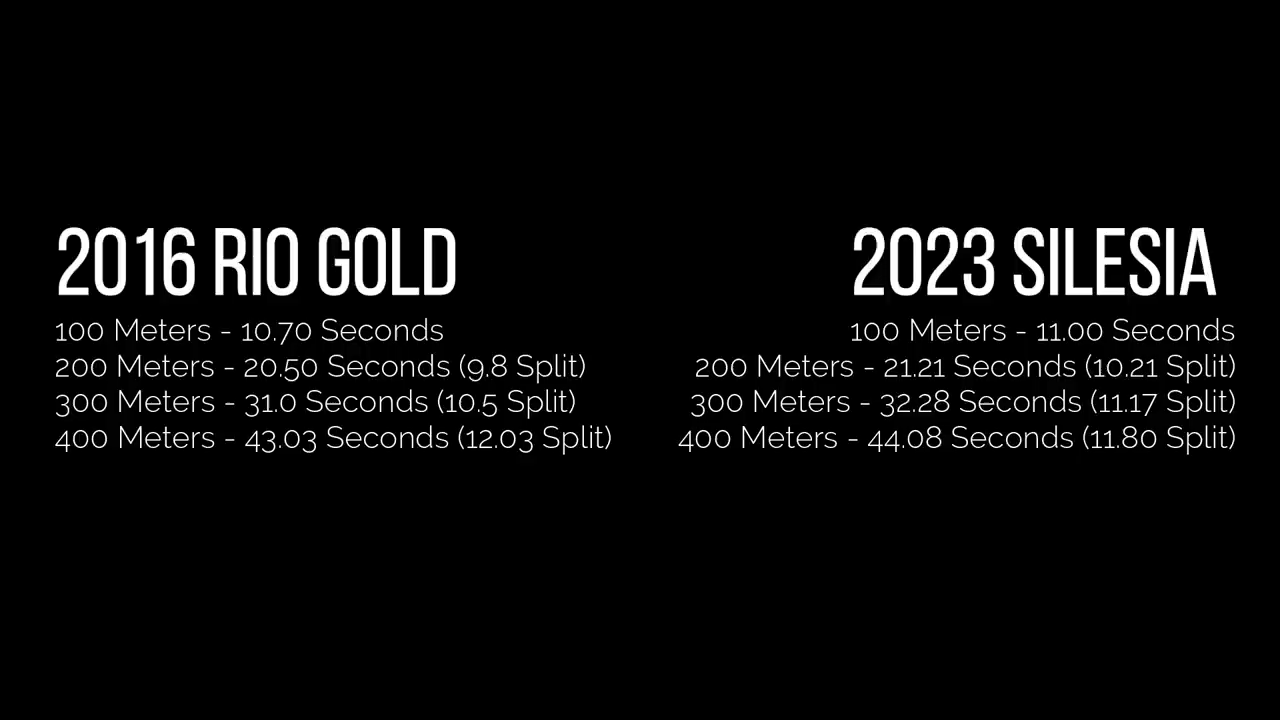 2016 RIO GOLD
100 Meters - 10.70 Seconds
200 Meters - 20.50 Seconds (9.8 Split)
300 Meters - 31.0 Seconds (10.5 Split)
400 Meters - 43.03 Seconds (12.03 Split)
2023 SILESIA
100 Meters - 11.00 Seconds
200 Meters - 21.21 Seconds (10.21 Split)
300 Meters - 32.28 Seconds (11.17 Split)
400 Meters - 44.08 Seconds (11.80 Split)